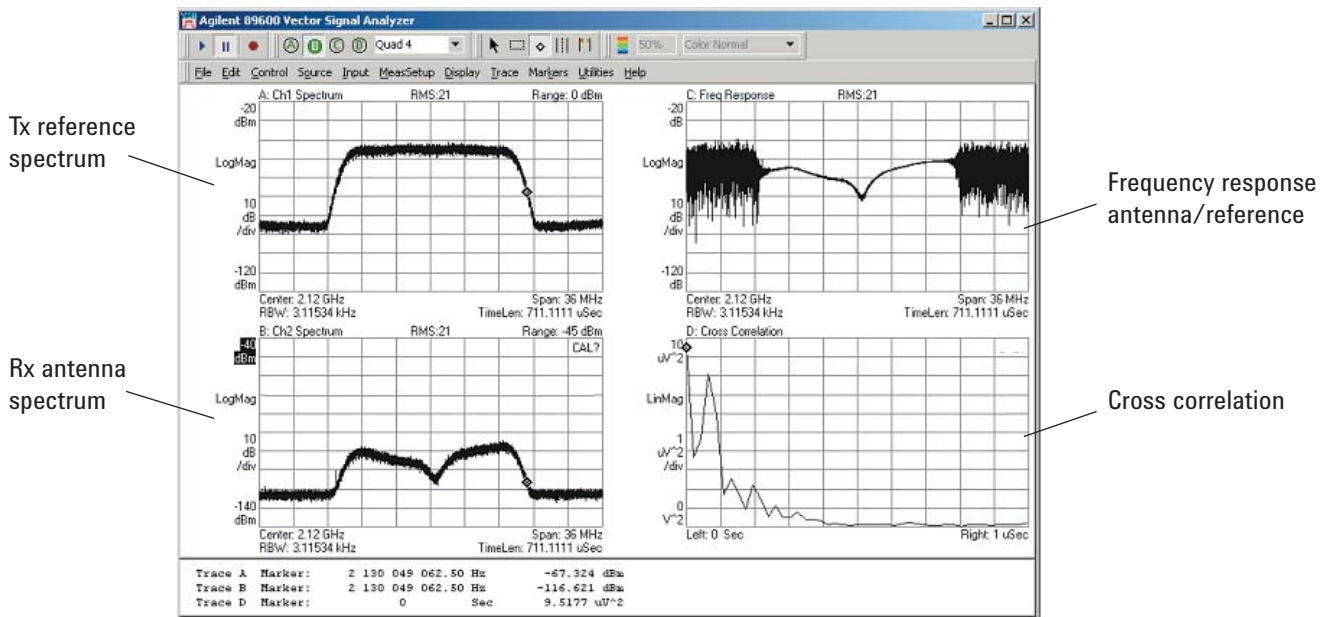 Agilent 89600 Vector Signal Analyzer
A B C D Quad 4 50% Color Normal
File Edit Control Source Input MeasSetup Display Trace Markers Utilities Help
Tx reference
spectrum
A: Ch1 Spectrum RMS:21 Range: 0 dBm
-20
dBm
LogMag
10
dB
/div
-120
dBm
Center: 2.12 GHz Span: 36 MHz
RBW: 3.11534 kHz TimeLen: 711.1111 uSec
C: Freq Response RMS:21
-20
dB
LogMag
10
dB
/div
-120
dB
Center: 2.12 GHz Span: 36 MHz
RBW: 3.11534 kHz TimeLen: 711.1111 uSec
Frequency response
antenna/reference
Rx antenna
spectrum
B: Ch2 Spectrum RMS:21 Range: -45 dBm
CAL?
-40
dBm
LogMag
10
dB
/div
-140
dBm
Center: 2.12 GHz Span: 36 MHz
RBW: 3.11534 kHz TimeLen: 711.1111 uSec
D: Cross Correlation
10
uV^2
LinMag
1
uV^2
/div
0
V^2
Left: 0 Sec Right: 1 uSec
Cross correlation
Trace A Marker: 2 130 049 062.50 Hz -67.324 dBm
Trace B Marker: 2 130 049 062.50 Hz -116.621 dBm
Trace D Marker: 0 Sec 9.5177 uV^2